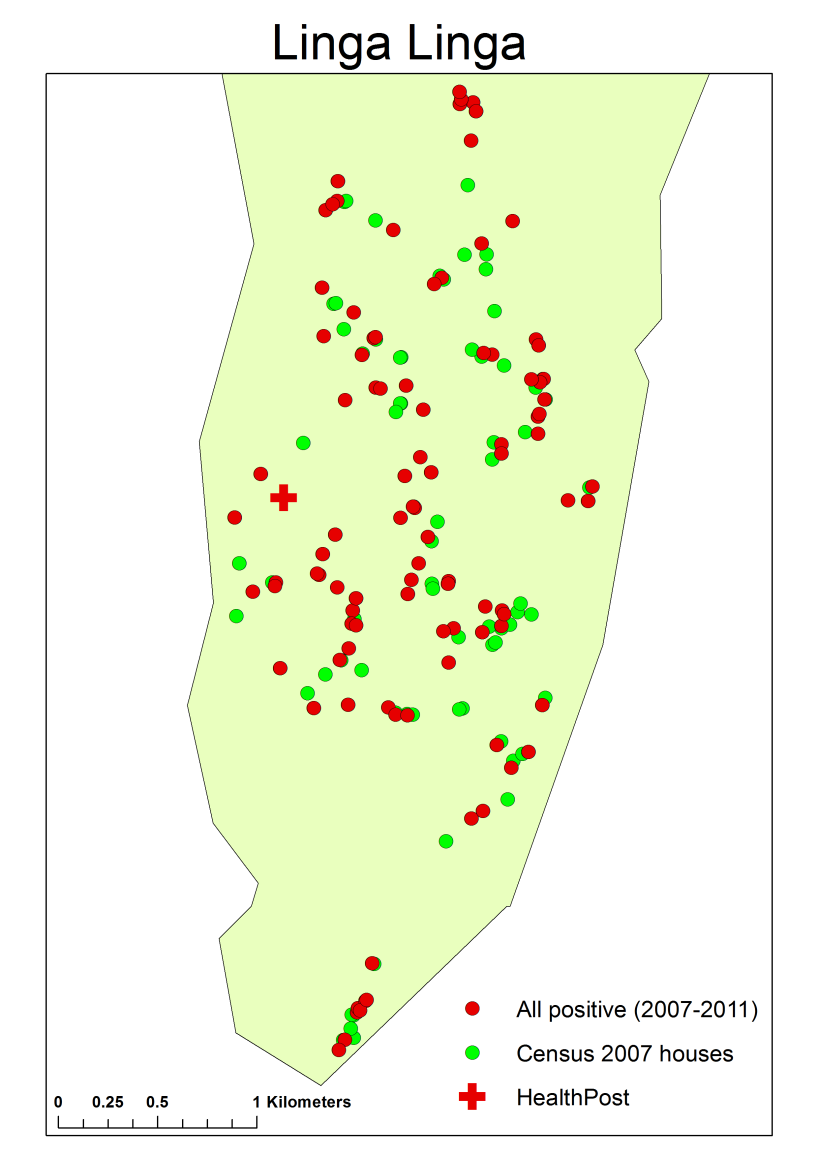 Linga Linga
All positive (2007-2011)
Census 2007 houses
HealthPost
0 0.25 0.5 1 Kilometers